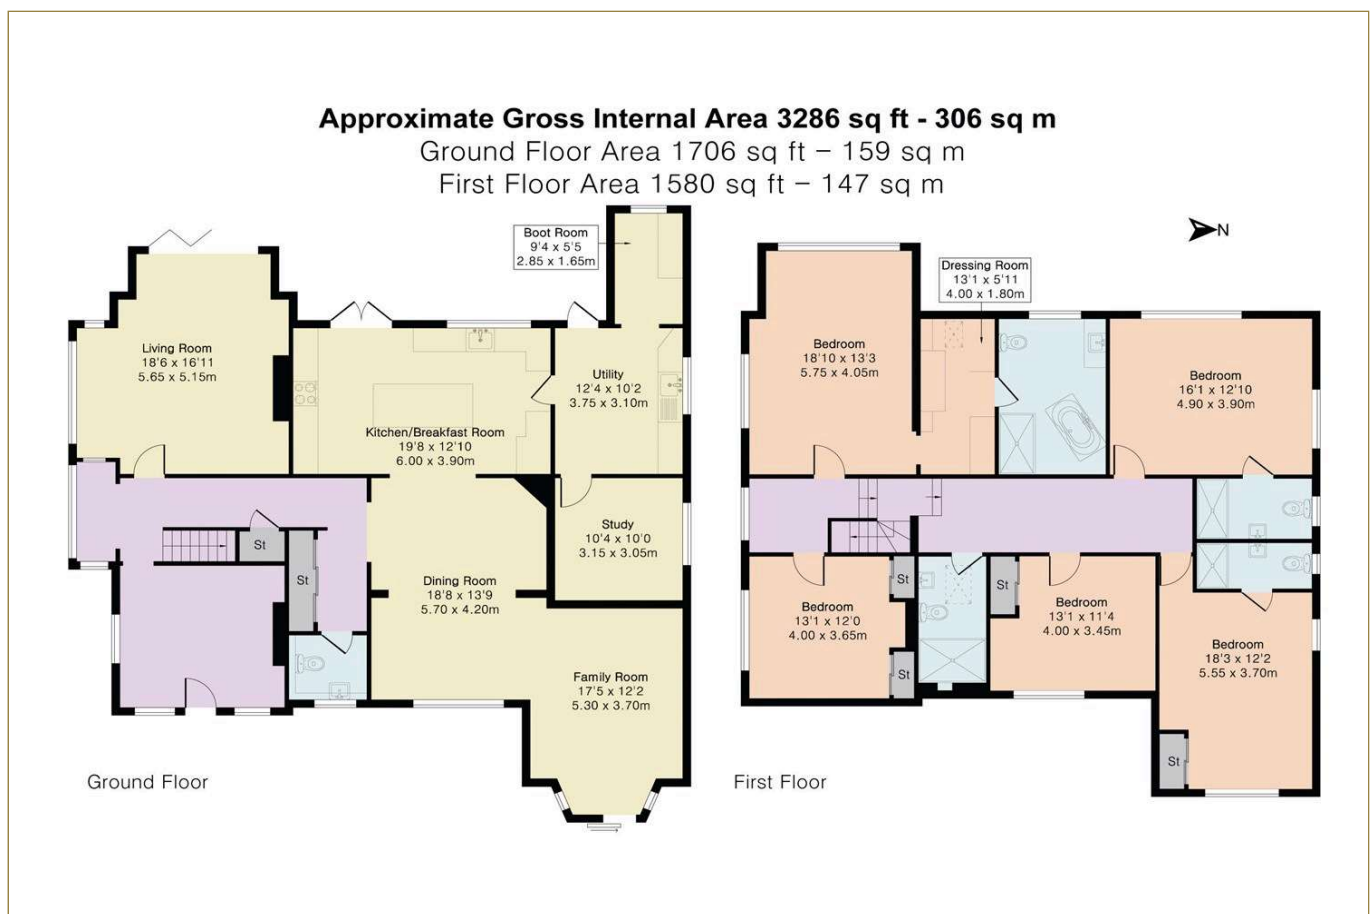 Approximate Gross Internal Area 3286 sq ft - 306 sq m
Ground Floor Area 1706 sq ft – 159 sq m
First Floor Area 1580 sq ft – 147 sq m
Boot Room
9'4 x 5'5
2.85 x 1.65m
Living Room
18'6 x 16'11
5.65 x 5.15m
Kitchen/Breakfast Room
19'8 x 12'10
6.00 x 3.90m
Utility
12'4 x 10'2
3.75 x 3.10m
Study
10'4 x 10'0
3.15 x 3.05m
St
St
Dining Room
18'8 x 13'9
5.70 x 4.20m
Family Room
17'5 x 12'2
5.30 x 3.70m
Ground Floor
N
Dressing Room
13'1 x 5'11
4.00 x 1.80m
Bedroom
18'10 x 13'3
5.75 x 4.05m
Bedroom
16'1 x 12'10
4.90 x 3.90m
Bedroom
13'1 x 12'0
4.00 x 3.65m
St
St
St
Bedroom
13'1 x 11'4
4.00 x 3.45m
Bedroom
18'3 x 12'2
5.55 x 3.70m
St
First Floor